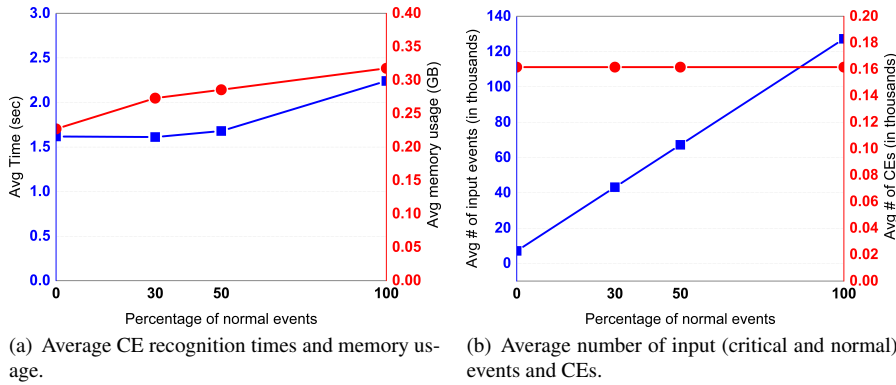 3.0
2.5
2.0
1.5
1.0
0.5
0.0
Avg Time (sec)
0.40
0.35
0.30
0.25
0.20
0.15
0.10
0.05
0.00
Avg memory usage (GB)
0 30 50 100
Percentage of normal events
(a) Average CE recognition times and memory us-
age.
140
120
100
80
60
40
20
0
Avg # of input events (in thousands)
0.20
0.18
0.16
0.14
0.12
0.10
0.08
0.06
0.04
0.02
0.00
Avg # of CEs (in thousands)
0 30 50 100
Percentage of normal events
(b) Average number of input (critical and normal)
events and CEs.